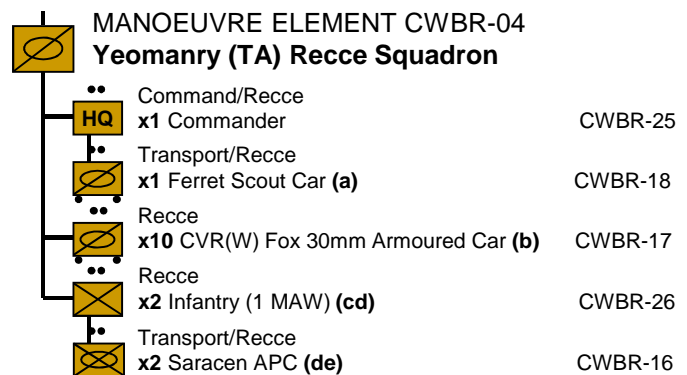 MANOEUVRE ELEMENT CWBR-04
Yeomanry (TA) Recce Squadron
Command/Recce
HQ x1 Commander CWBR-25
Transport/Recce
x1 Ferret Scout Car (a) CWBR-18
Recce
x10 CVR(W) Fox 30mm Armoured Car (b) CWBR-17
Recce
x2 Infantry (1 MAW) (cd) CWBR-26
Transport/Recce
x2 Saracen APC (de) CWBR-16